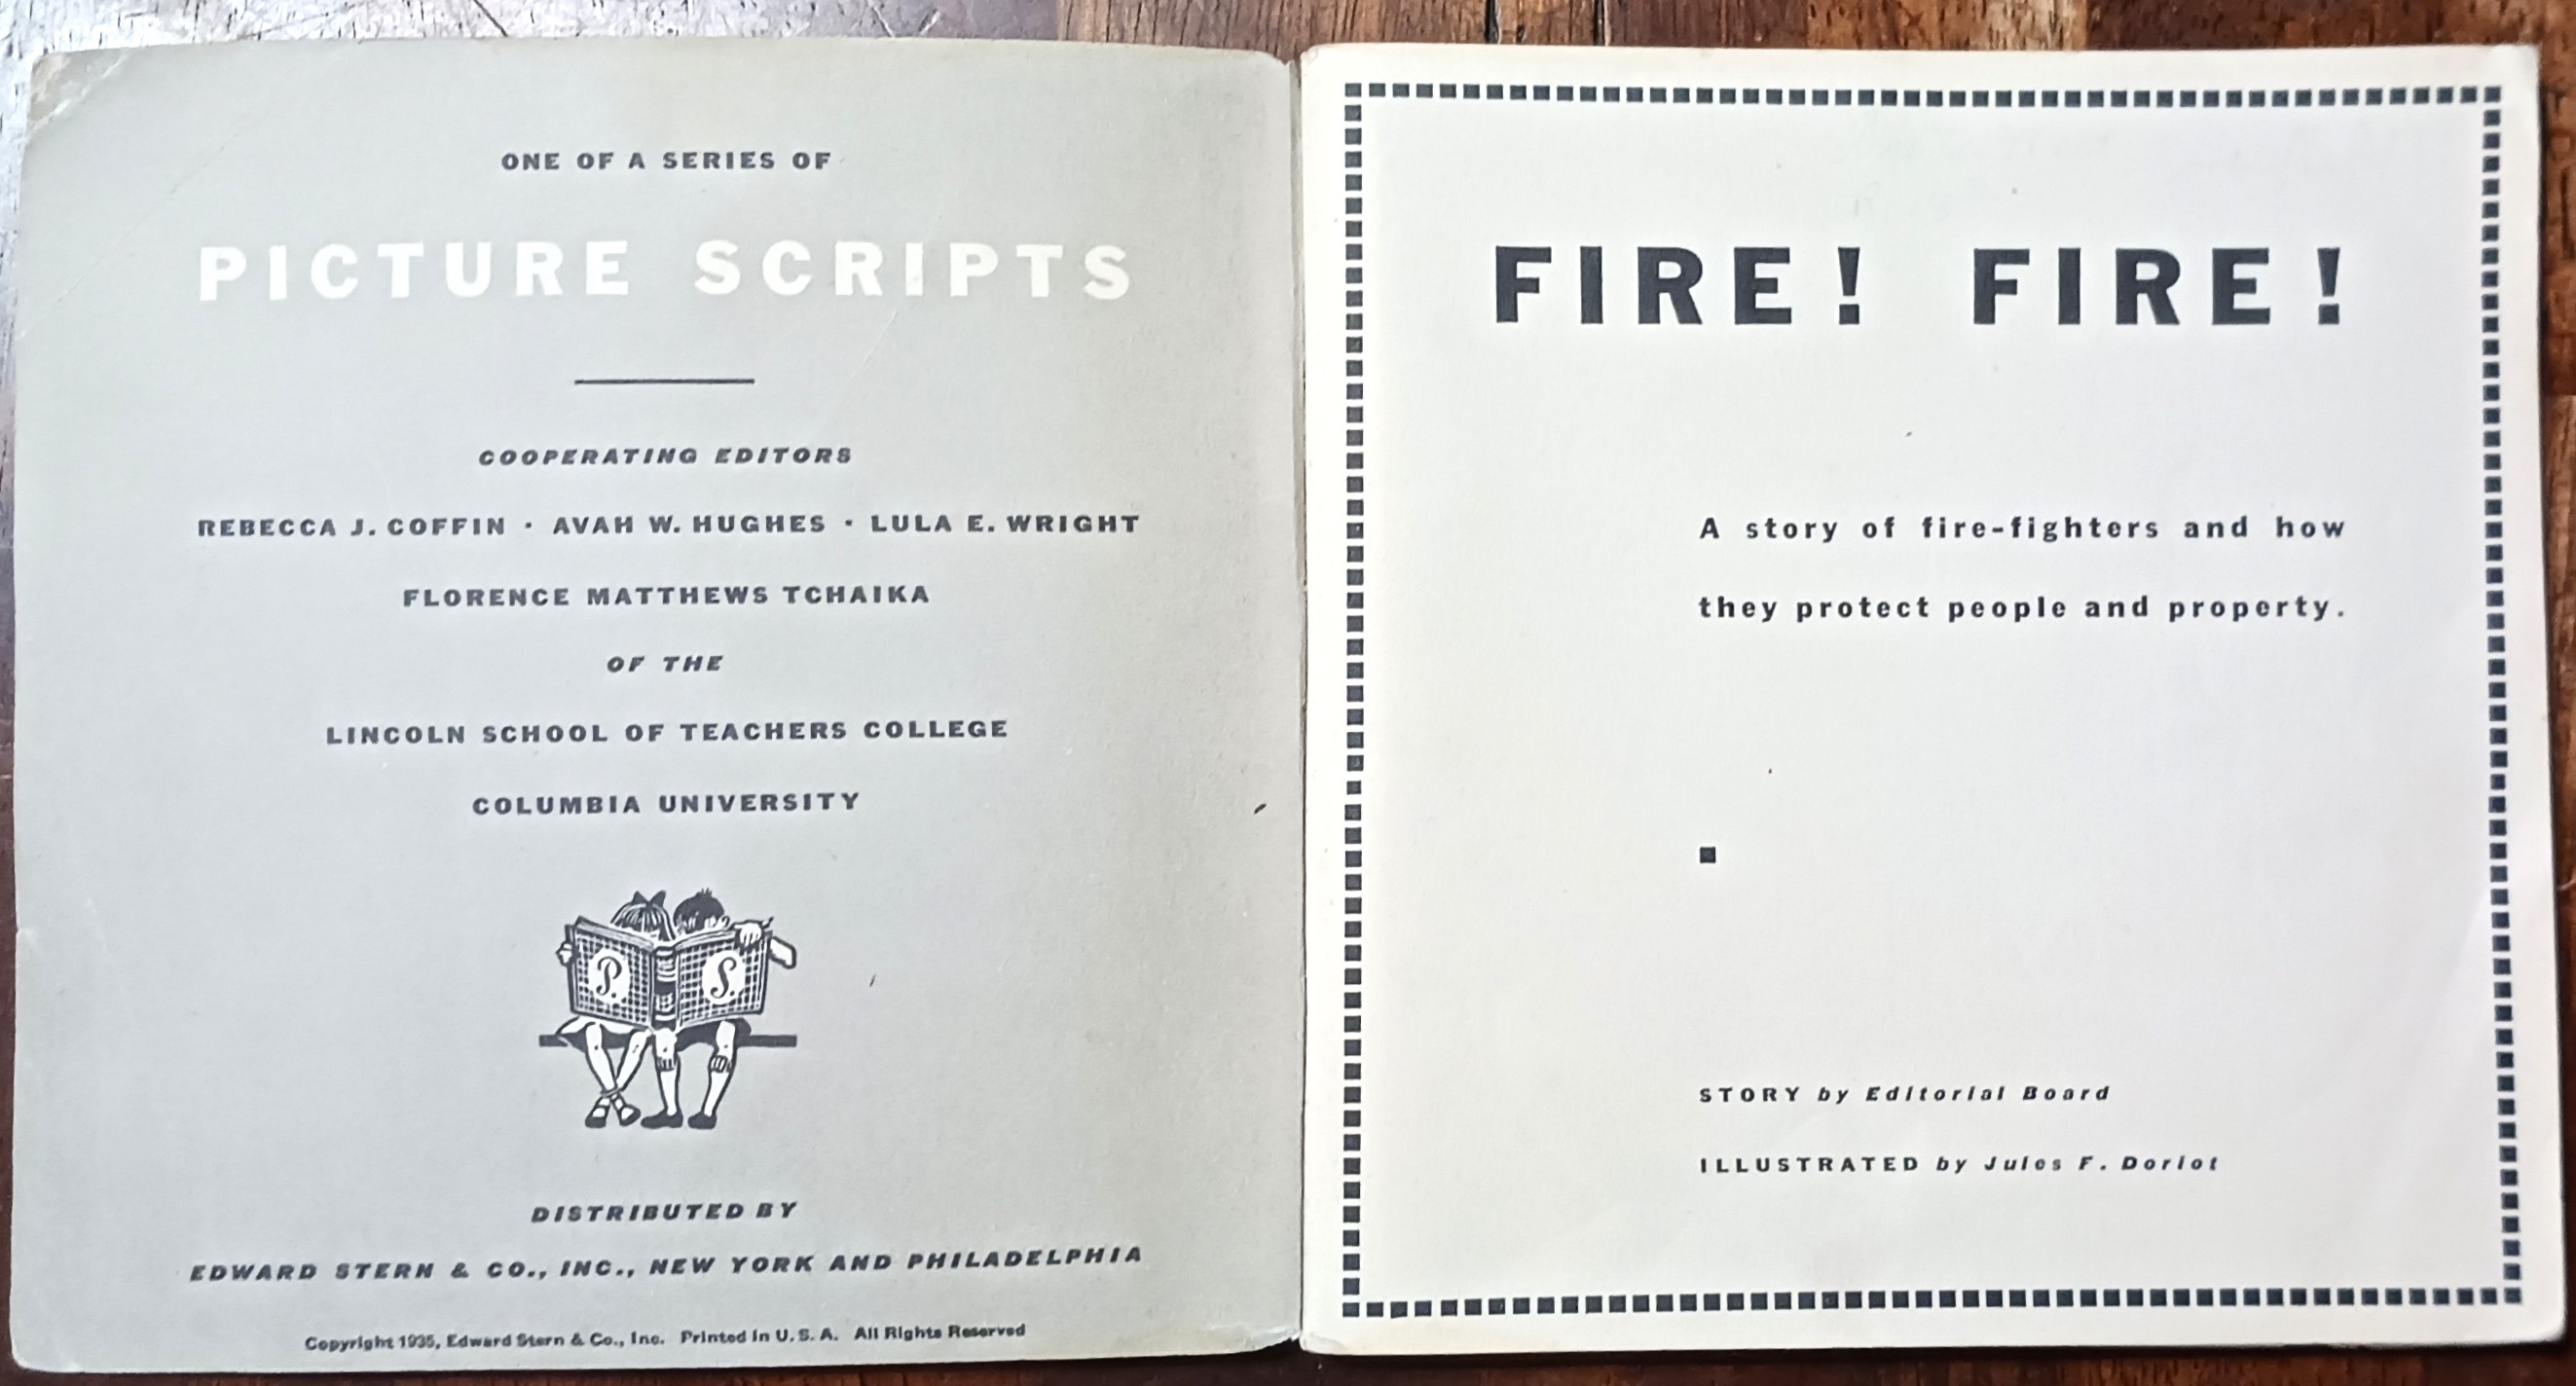 ONE OF A SERIES OF
PICTURE SCRIPTS
COOPERATING EDITORS
REBECCA J. COFFIN · AVAH W. HUGHES · LULA E. WRIGHT
FLORENCE MATTHEWS TCHAIKA
OF THE
LINCOLN SCHOOL OF TEACHERS COLLEGE
COLUMBIA UNIVERSITY
P. S.
DISTRIBUTED BY
EDWARD STERN & CO., INC., NEW YORK AND PHILADELPHIA
Copyright 1935, Edward Stern & Co., Inc. Printed in U. S. A. All Rights Reserved
FIRE! FIRE!
A story of fire-fighters and how
they protect people and property.
STORY by Editorial Board
ILLUSTRATED by Jules F. Doriot